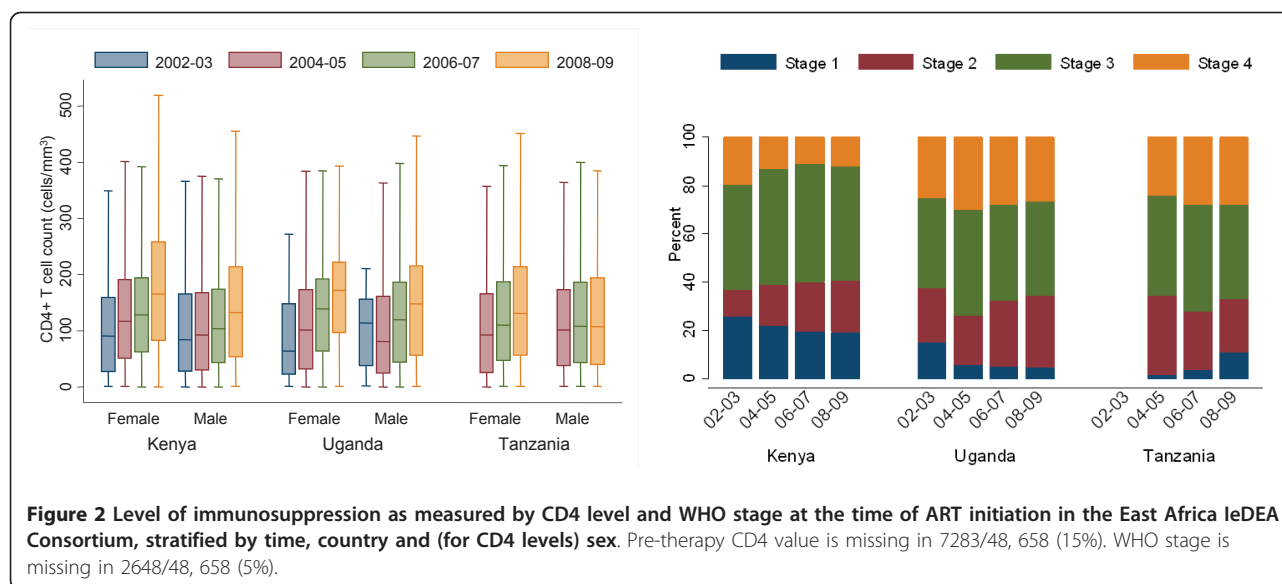 2002-03 2004-05 2006-07 2008-09
CD4+ T cell count (cells/mm³)
500
400
300
200
100
0
Female Male Female Male Female Male
Kenya Uganda Tanzania
Stage 1 Stage 2 Stage 3 Stage 4
Percent
100
80
60
40
20
0
02-03 04-05 06-07 08-09 02-03 04-05 06-07 08-09 02-03 04-05 06-07 08-09
Kenya Uganda Tanzania
Figure 2 Level of immunosuppression as measured by CD4 level and WHO stage at the time of ART initiation in the East Africa IeDEA
Consortium, stratified by time, country and (for CD4 levels) sex. Pre-therapy CD4 value is missing in 7283/48, 658 (15%). WHO stage is
missing in 2648/48, 658 (5%).